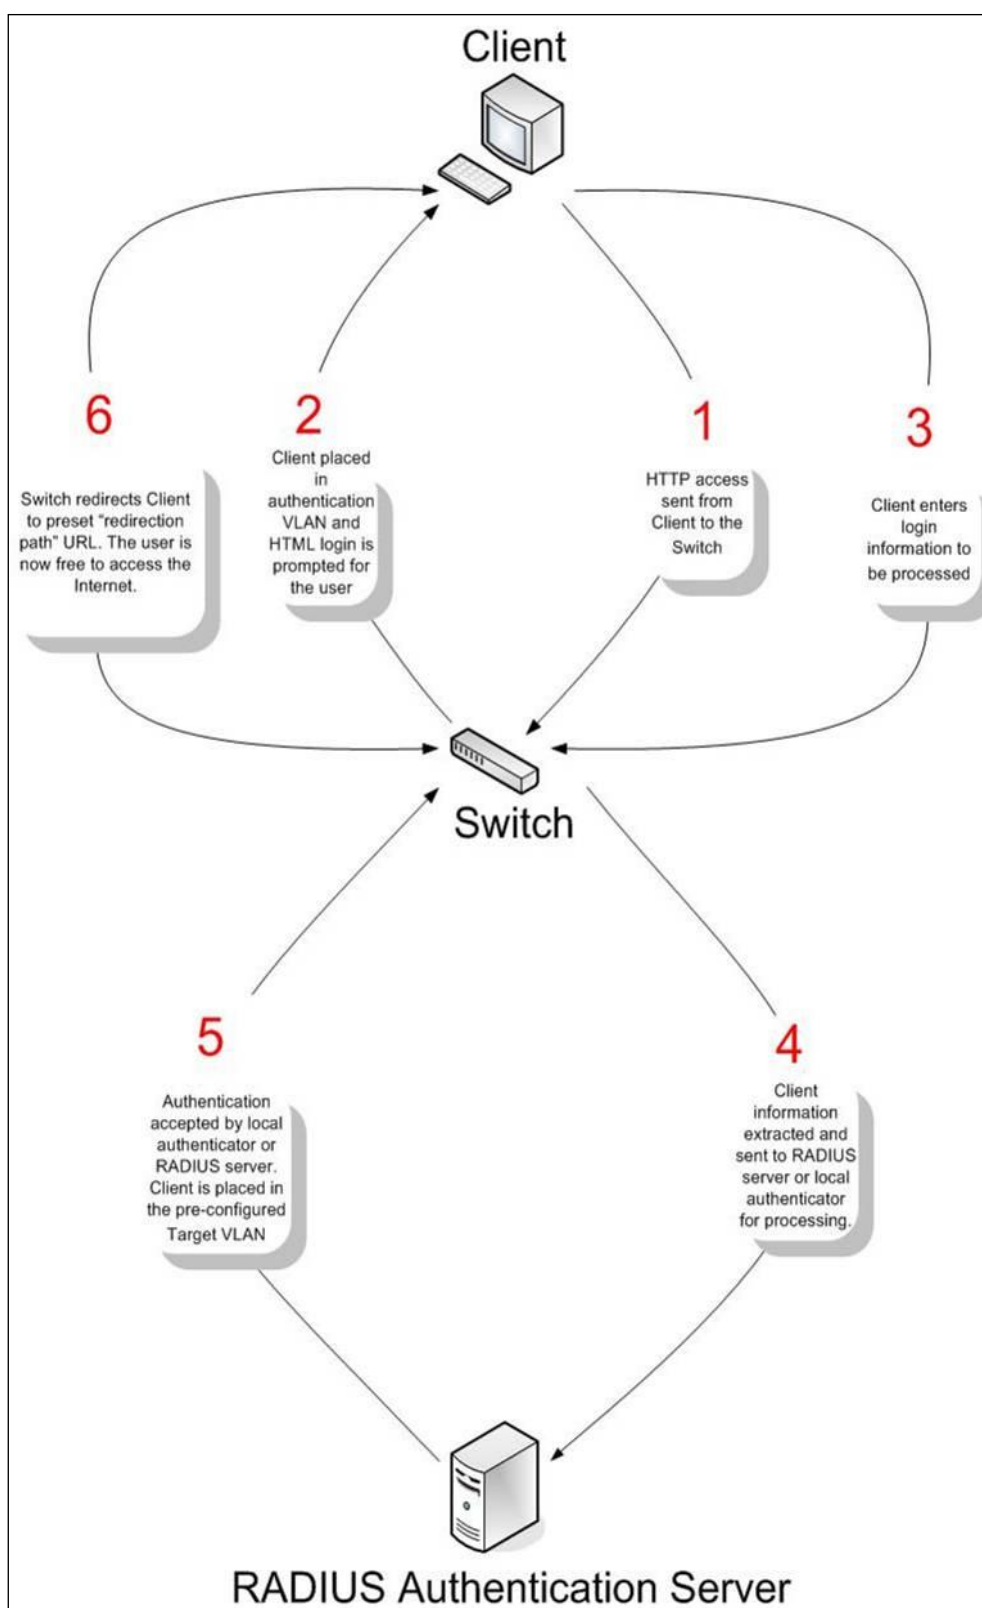 Client
6
Switch redirects Client
to preset “redirection
path” URL. The user is
now free to access the
Internet.
2
Client placed
in
authentication
VLAN and
HTML login is
prompted for
the user
1
HTTP access
sent from
Client to the
Switch
3
Client enters
login
information to
be processed
Switch
5
Authentication
accepted by local
authenticator or
RADIUS server.
Client is placed in
the pre-configured
Target VLAN
4
Client
information
extracted and
sent to RADIUS
server or local
authenticator
for processing.
RADIUS Authentication Server